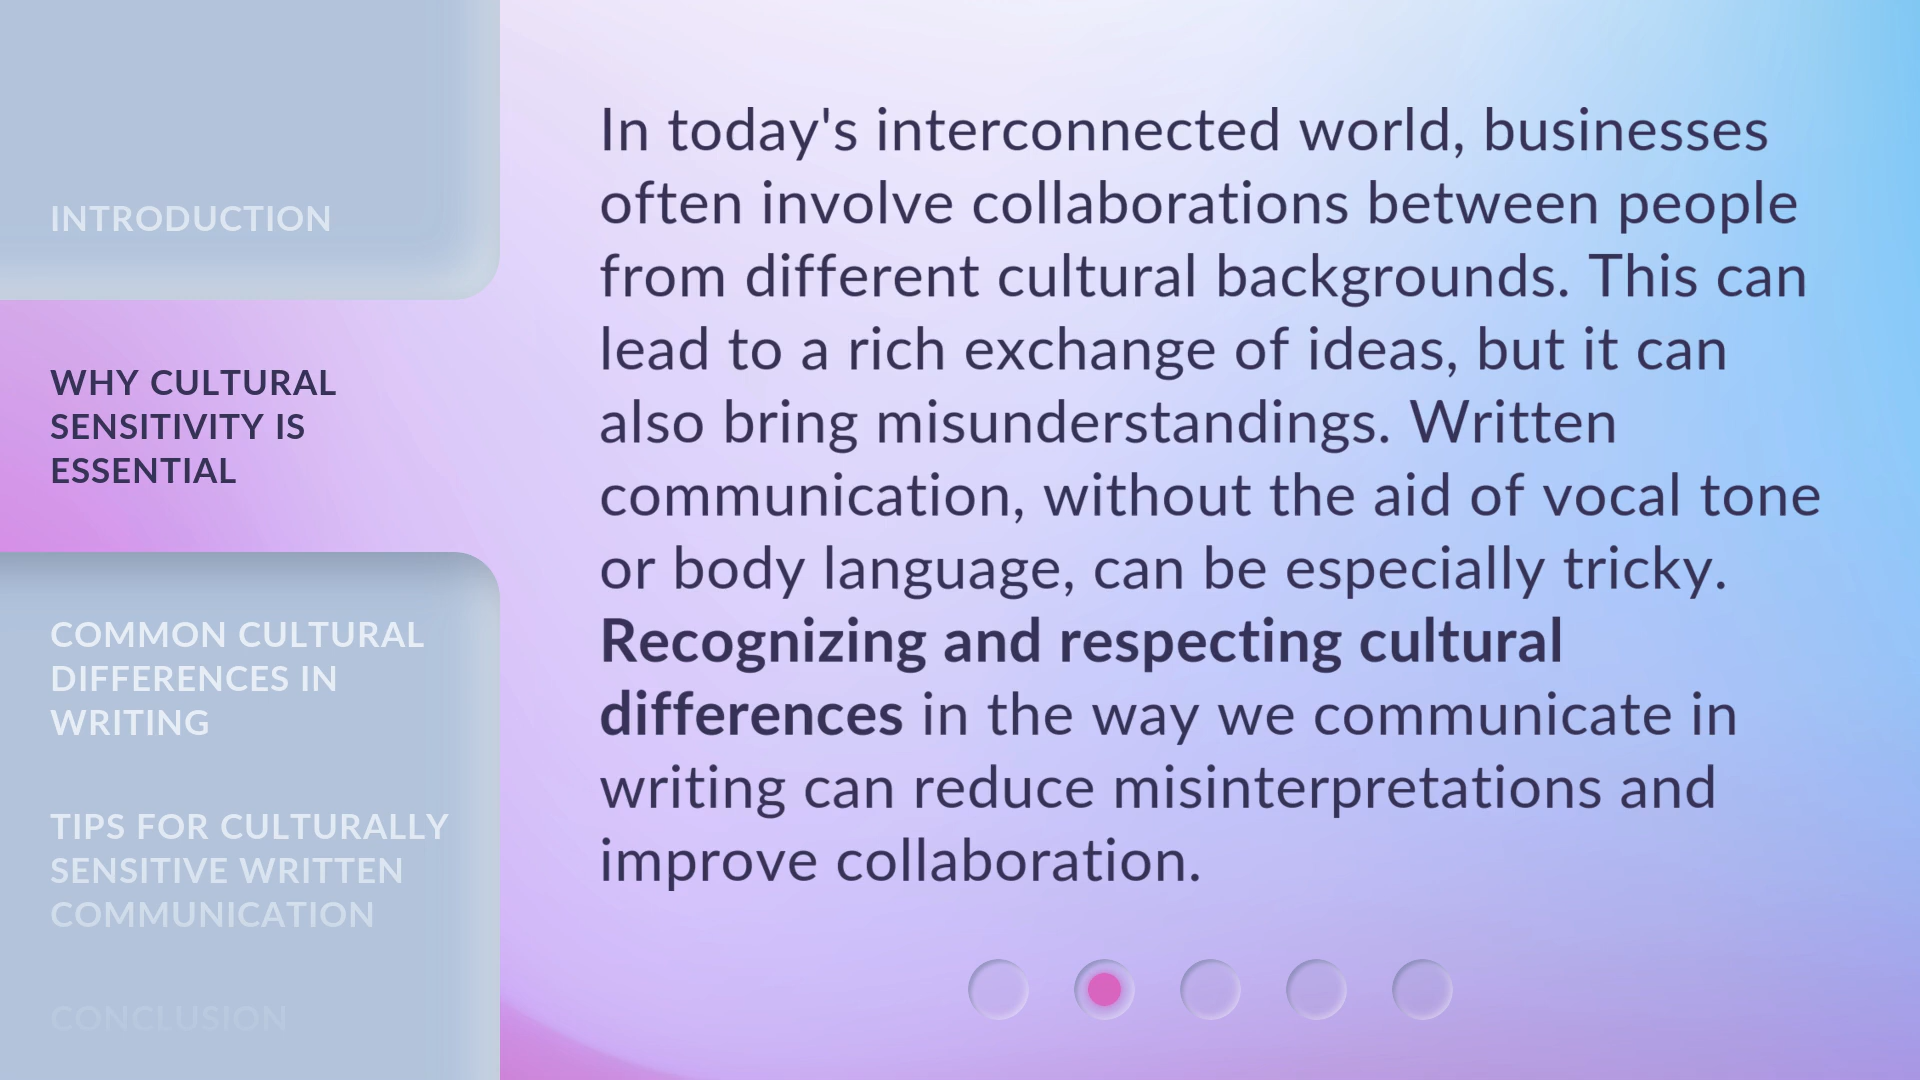 INTRODUCTION
WHY CULTURAL
SENSITIVITY IS
ESSENTIAL
COMMON CULTURAL
DIFFERENCES IN
WRITING
TIPS FOR CULTURALLY
SENSITIVE WRITTEN
COMMUNICATION
CONCLUSION
In today's interconnected world, businesses
often involve collaborations between people
from different cultural backgrounds. This can
lead to a rich exchange of ideas, but it can
also bring misunderstandings. Written
communication, without the aid of vocal tone
or body language, can be especially tricky.
Recognizing and respecting cultural
differences in the way we communicate in
writing can reduce misinterpretations and
improve collaboration.